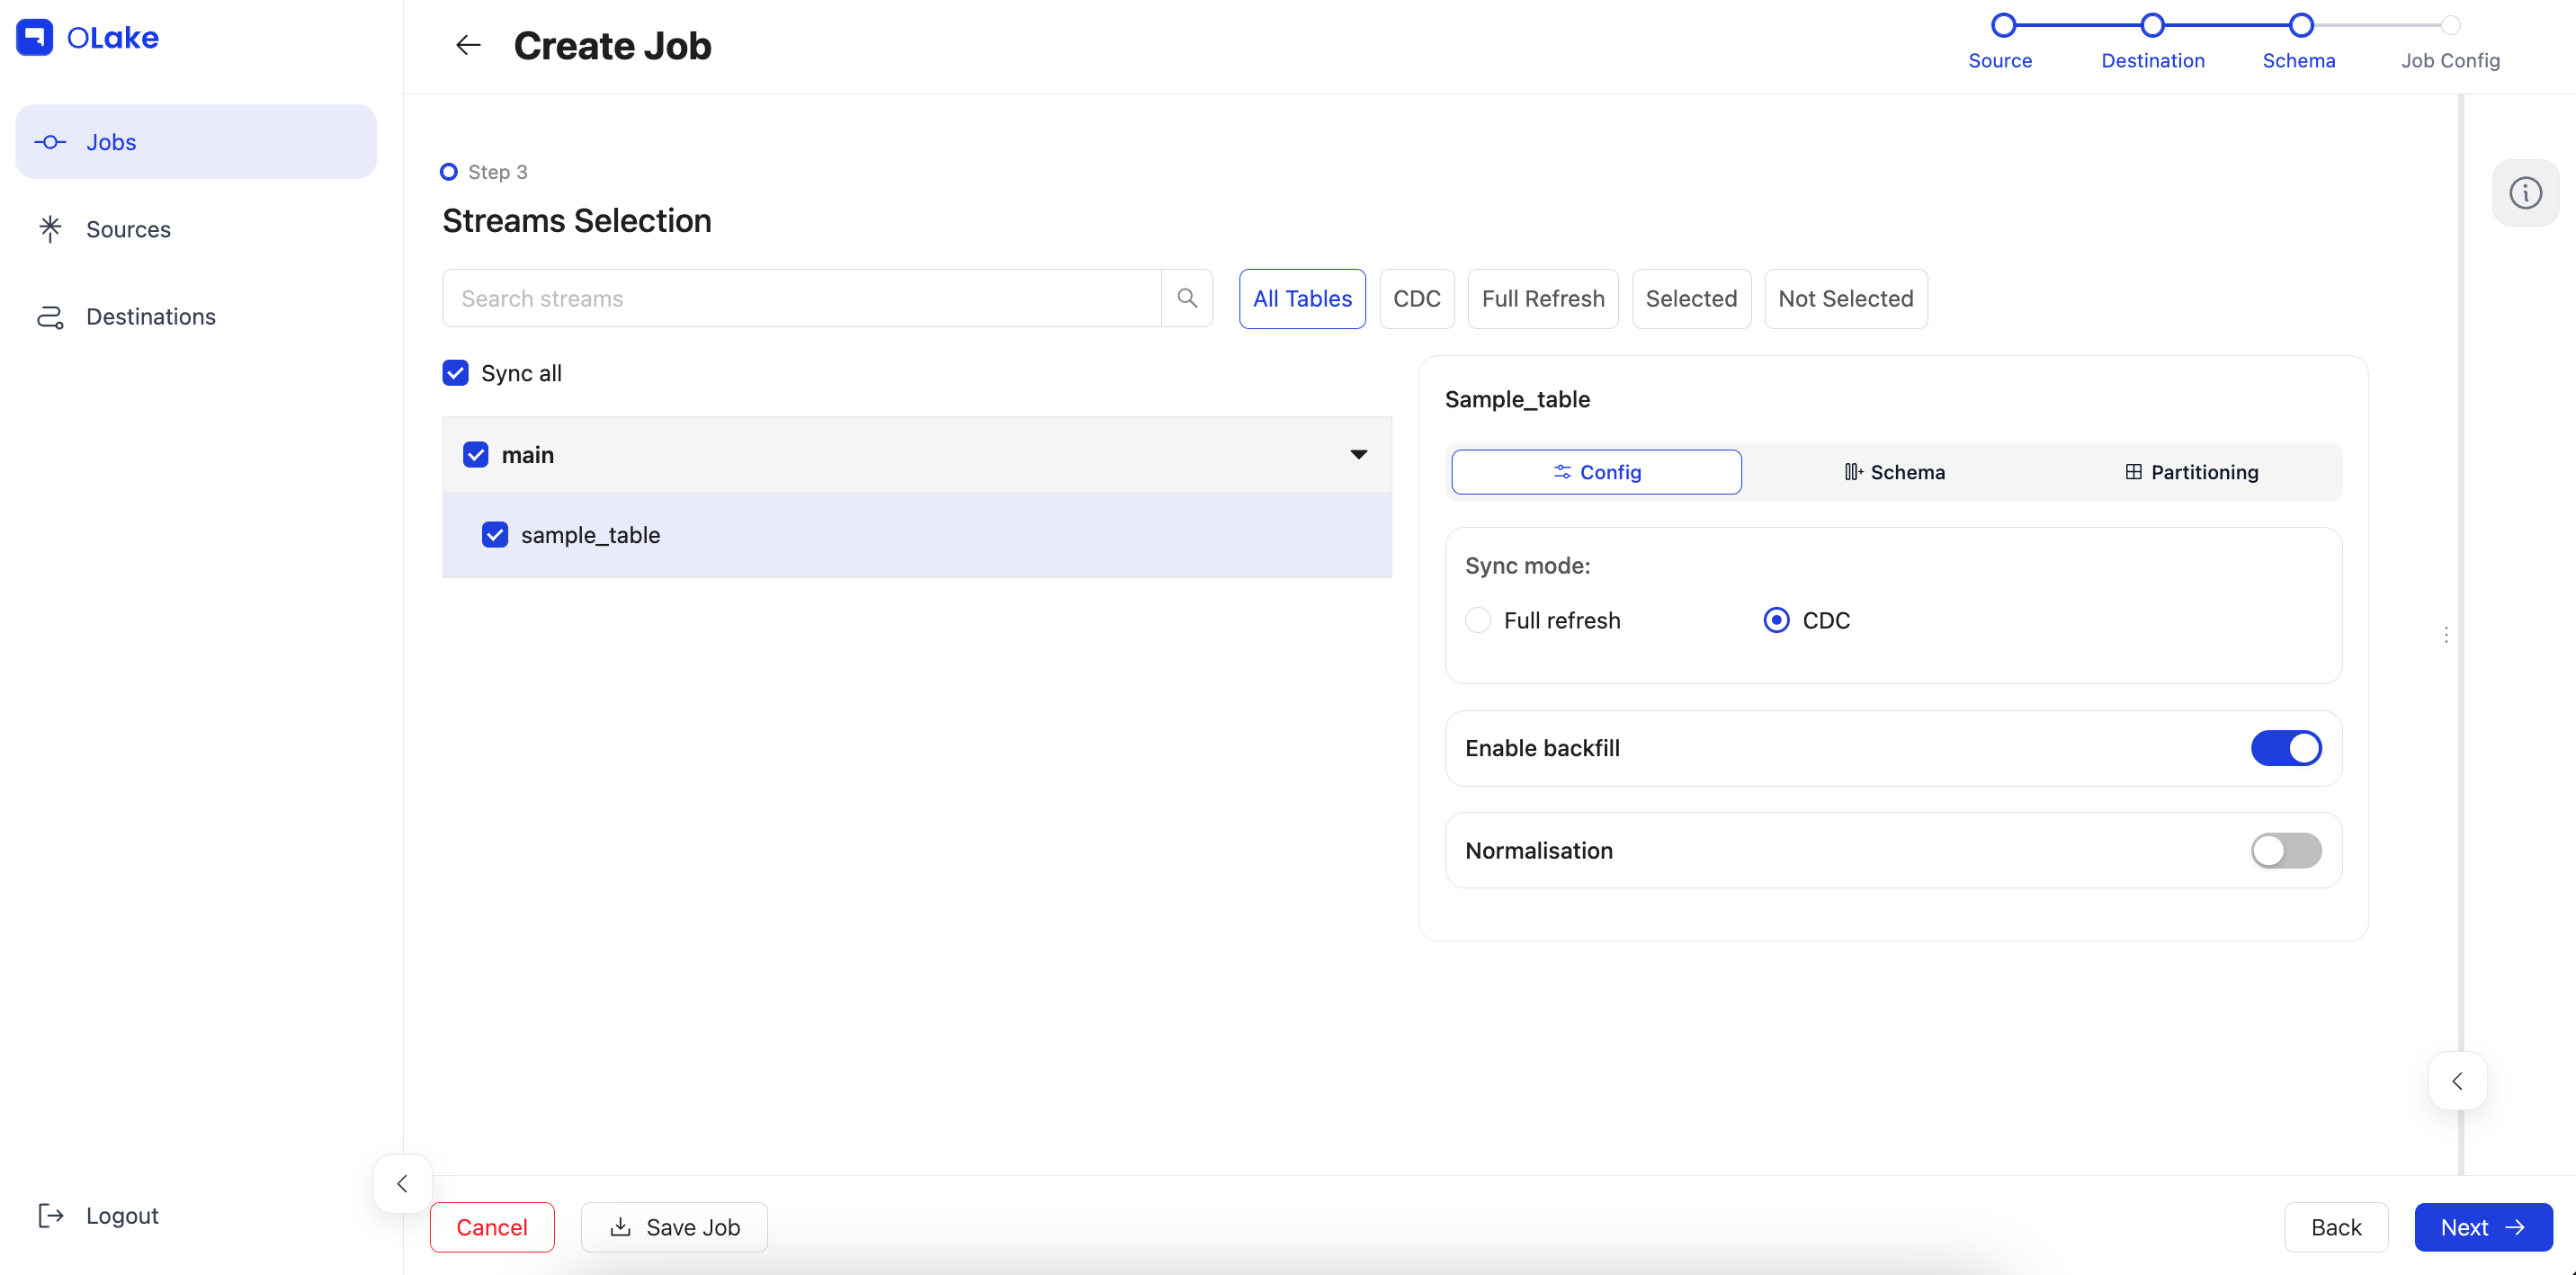 OLake
Create Job
Source
Destination
Schema
Job Config
Jobs
Sources
Destinations
Step 3
Streams Selection
Search streams
All Tables
CDC
Full Refresh
Selected
Not Selected
Sync all
main
sample_table
Sample_table
Config
Schema
Partitioning
Sync mode:
Full refresh
CDC
Enable backfill
Normalisation
Logout
Cancel
Save Job
Back
Next